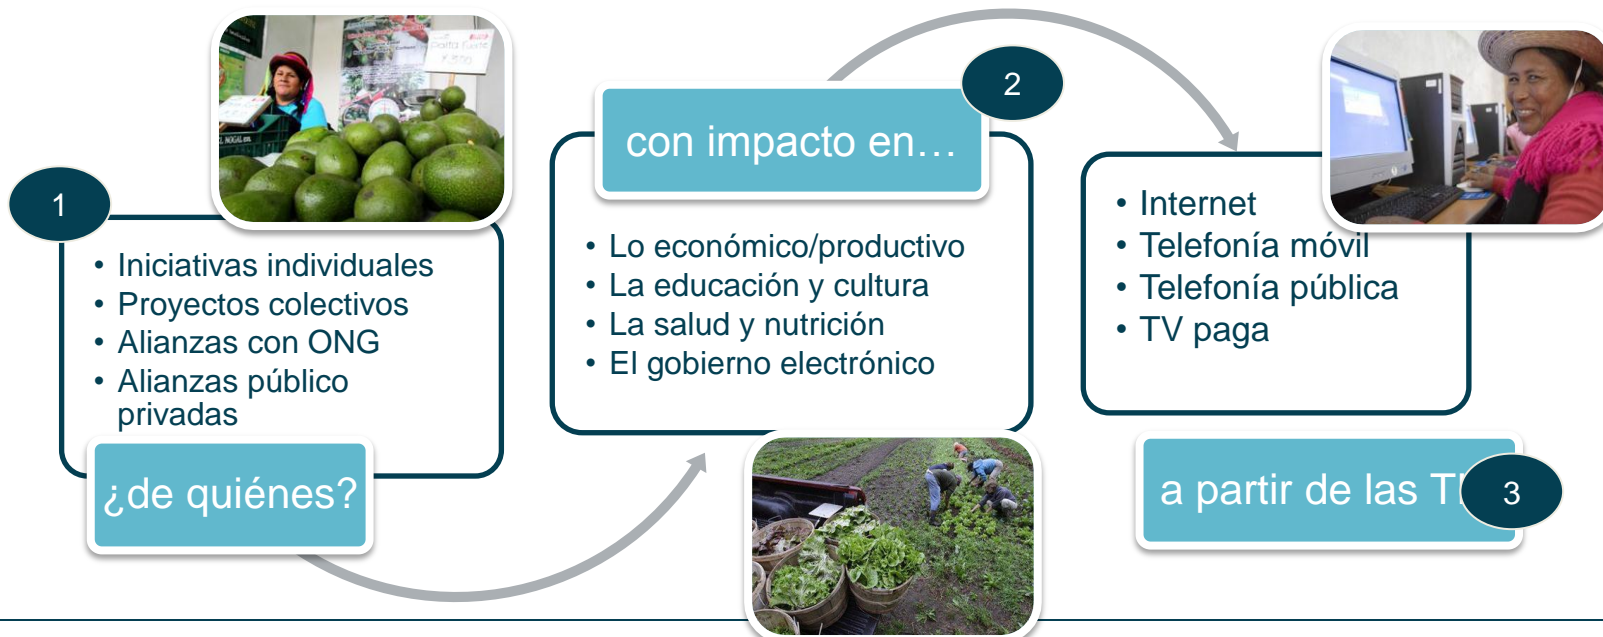 1
• Iniciativas individuales
• Proyectos colectivos
• Alianzas con ONG
• Alianzas público
privadas
¿de quiénes?
2
con impacto en…
• Lo económico/productivo
• La educación y cultura
• La salud y nutrición
• El gobierno electrónico
• Internet
• Telefonía móvil
• Telefonía pública
• TV paga
a partir de las
3
Palta Fuerte